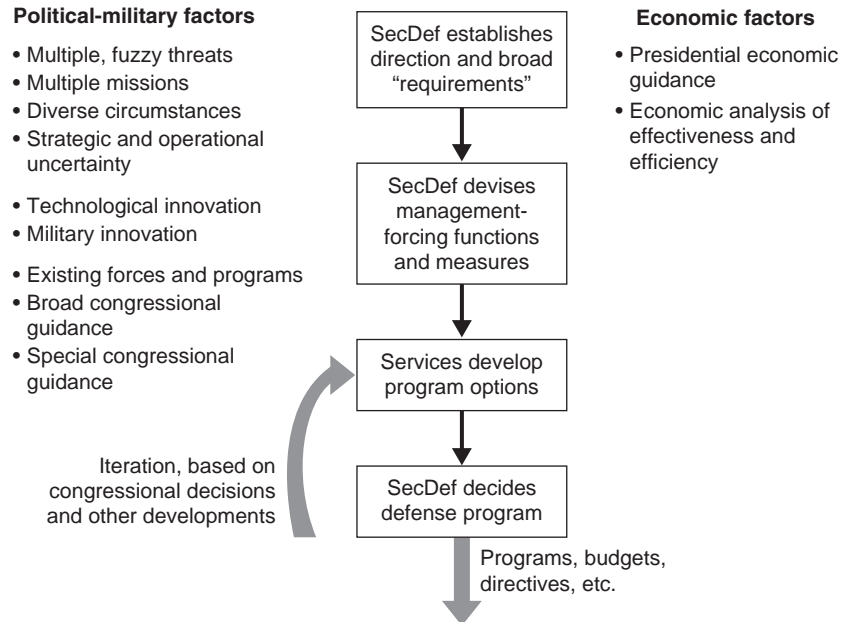 Political-military factors
• Multiple, fuzzy threats
• Multiple missions
• Diverse circumstances
• Strategic and operational
uncertainty
• Technological innovation
• Military innovation
• Existing forces and programs
• Broad congressional
guidance
• Special congressional
guidance
SecDef establishes
direction and broad
“requirements”
SecDef devises
management-
forcing functions
and measures
Services develop
program options
SecDef decides
defense program
Iteration, based on
congressional decisions
and other developments
Programs, budgets,
directives, etc.
Economic factors
• Presidential economic
guidance
• Economic analysis of
effectiveness and
efficiency